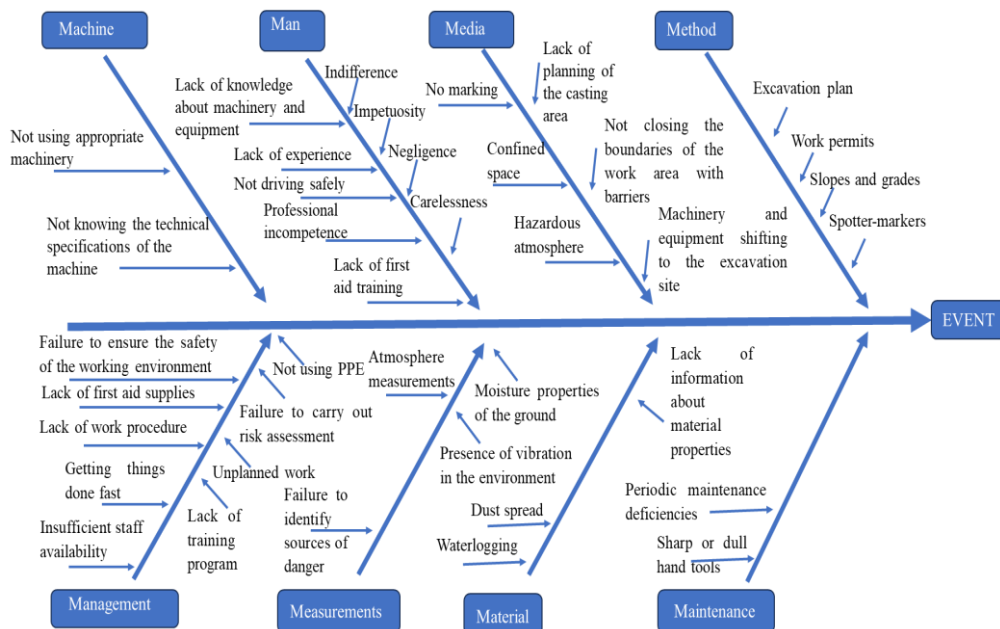 Machine
Man
Media
Method
Not using appropriate
machinery
Not knowing the technical
specifications of the
machine
Lack of knowledge
about machinery and
equipment
Lack of experience
Not driving safely
Professional
incompetence
Lack of first
aid training
Indifference
Impetuosity
Negligence
Carelessness
No marking
Confined
space
Hazardous
atmosphere
Lack of
planning of
the casting
area
Not closing the
boundaries of the
work area with
barriers
Machinery and
equipment shifting
to the excavation
site
Excavation plan
Work permits
Slopes and grades
Spotter-markers
EVENT
Failure to ensure the safety
of the working environment
Lack of first aid supplies
Lack of work procedure
Getting things
done fast
Insufficient staff
availability
Not using PPE
Failure to carry out
risk assessment
Unplanned work
Lack of
training
program
Atmosphere
measurements
Failure to
identify
sources of
danger
Moisture properties
of the ground
Presence of vibration
in the environment
Dust spread
Waterlogging
Lack of
information
about
material
properties
Periodic maintenance
deficiencies
Sharp or dull
hand tools
Management
Measurements
Material
Maintenance